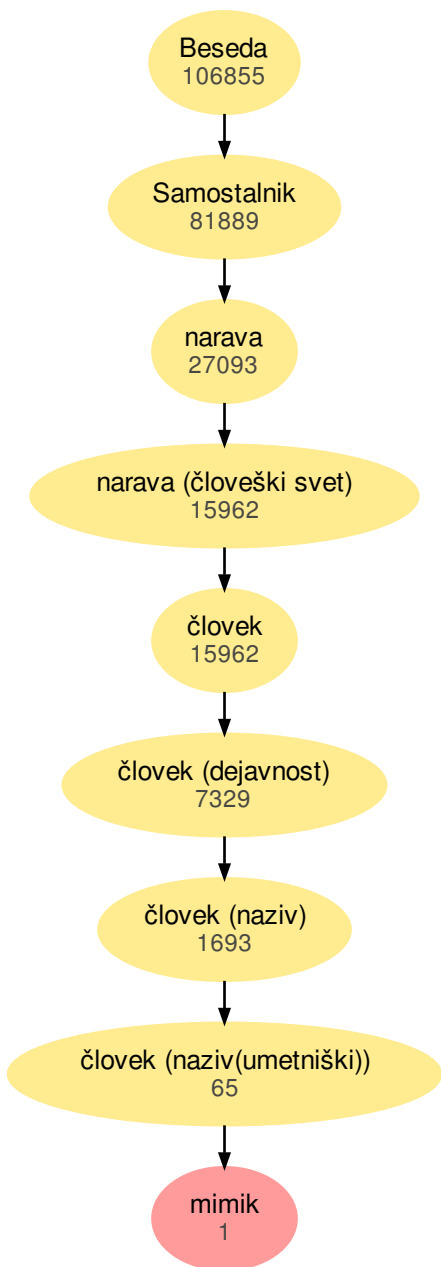 Beseda
106855
Samostalnik
81889
narava
27093
narava (človeški svet)
15962
človek
15962
človek (dejavnost)
7329
človek (naziv)
1693
človek (naziv(umetniški))
65
mimik
1